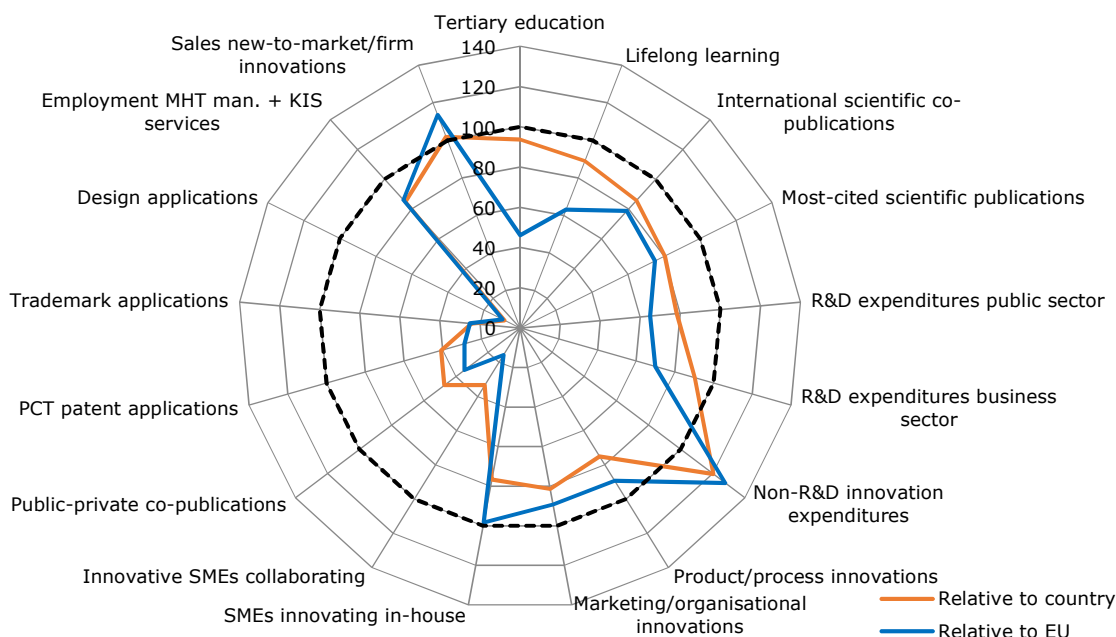 Tertiary education
Lifelong learning
International scientific co-
publications
Most-cited scientific publications
R&D expenditures public sector
R&D expenditures business
sector
Non-R&D innovation
expenditures
Product/process innovations
Marketing/organisational
innovations
SMEs innovating in-house
Innovative SMEs collaborating
Public-private co-publications
PCT patent applications
Trademark applications
Design applications
Employment MHT man. + KIS
services
Sales new-to-market/firm
innovations
140
120
100
80
60
40
20
0
Relative to country
Relative to EU